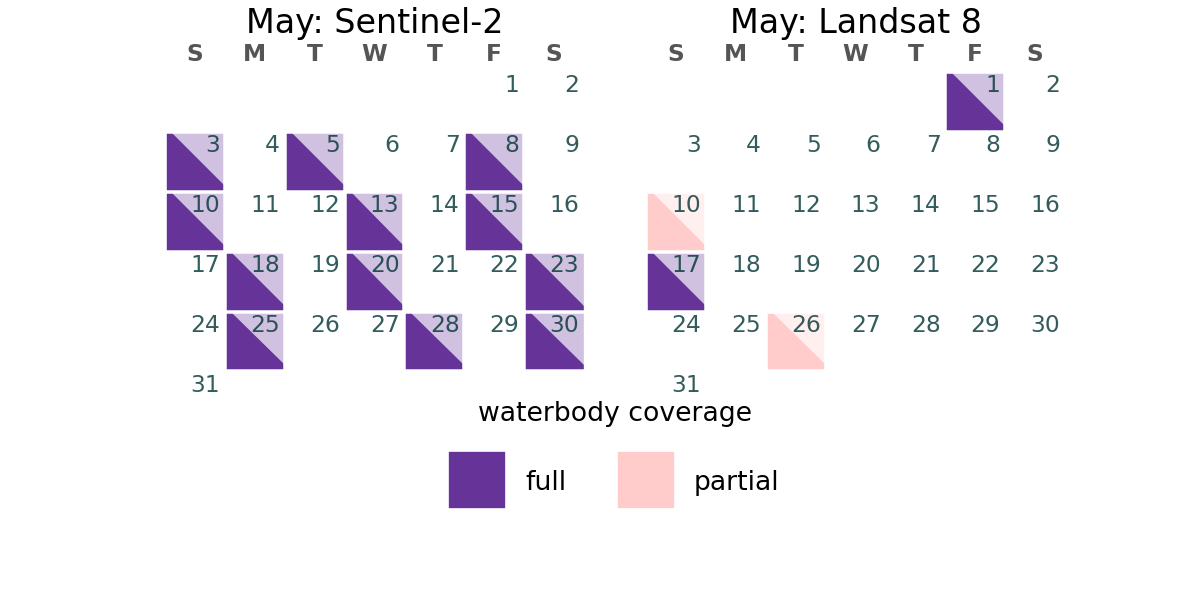 May: Sentinel-2
S M T W T F S
1 2
3 4 5 6 7 8 9
10 11 12 13 14 15 16
17 18 19 20 21 22 23
24 25 26 27 28 29 30
31
May: Landsat 8
S M T W T F S
1 2
3 4 5 6 7 8 9
10 11 12 13 14 15 16
17 18 19 20 21 22 23
24 25 26 27 28 29 30
31
waterbody coverage
full partial